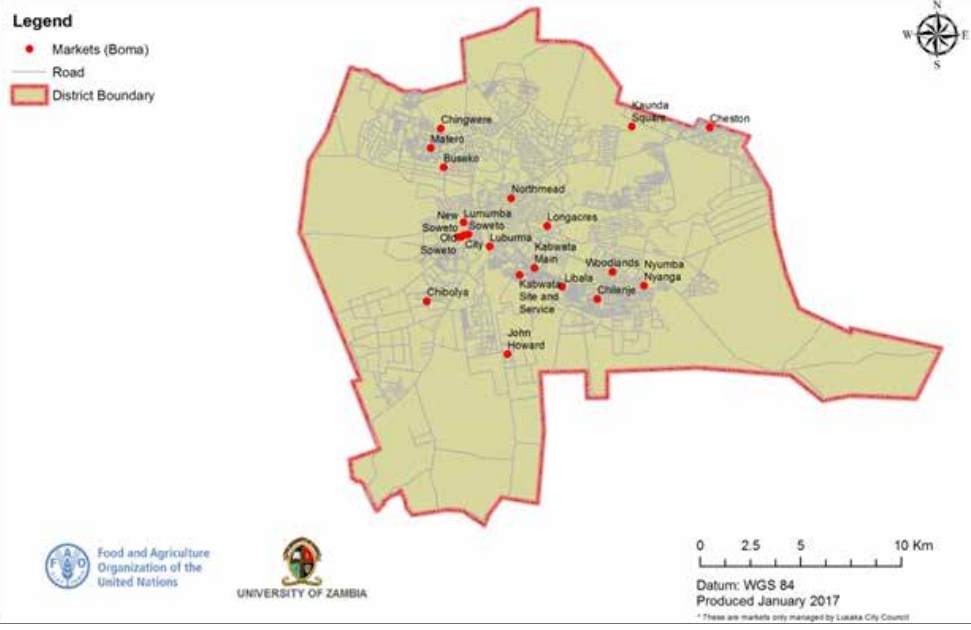 Legend
Markets (Boma)
Road
District Boundary
N
W
E
S
Kaunda
Square
Cheston
Chingwere
Matero
Buseko
Northmead
New
Soweto
Lumumba
Soweto
Old
Soweto
City
Luburma
Longacres
Kabwata
Main
Woodlands
Nyumba
Nyanga
Libala
Kabwata
Site and
Service
Chilenje
Chibolya
John
Howard
FAO
Food and Agriculture
Organization of the
United Nations
UNIVERSITY OF ZAMBIA
0 2.5 5 10 Km
Datum: WGS 84
Produced January 2017
* These are markets only managed by Lusaka City Council